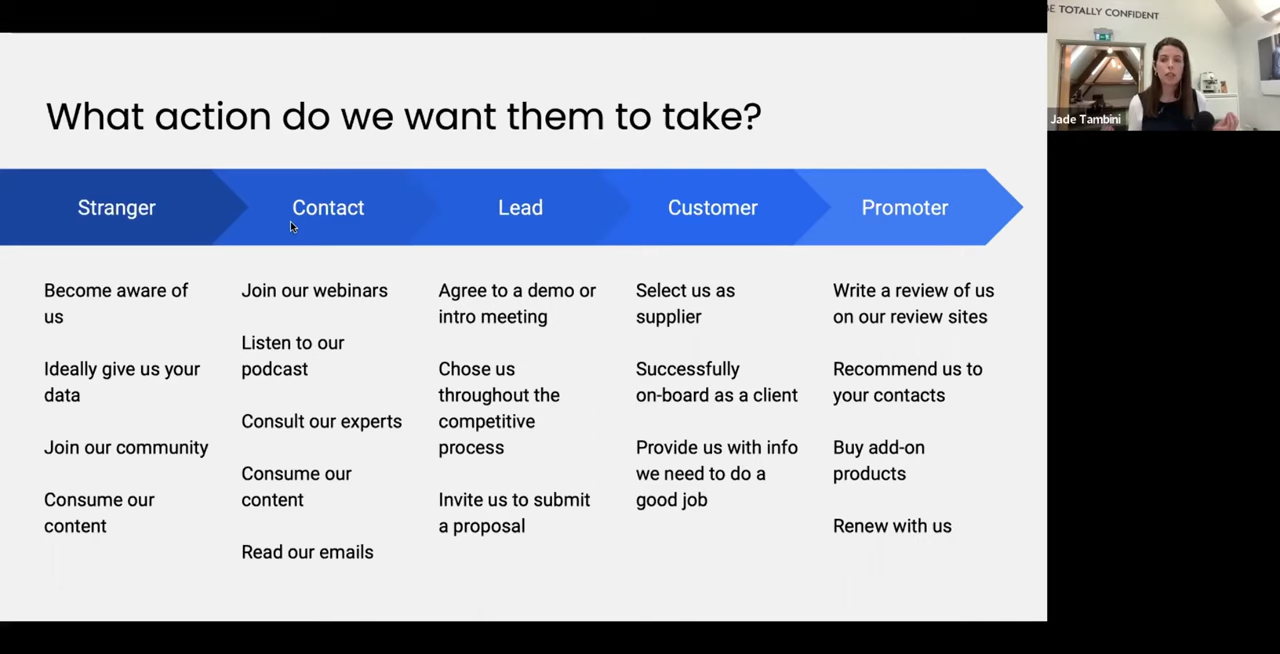 What action do we want them to take?
Stranger
Contact
Lead
Customer
Promoter
Become aware of
us
Ideally give us your
data
Join our community
Consume our
content
Join our webinars
Listen to our
podcast
Consult our experts
Consume our
content
Read our emails
Agree to a demo or
intro meeting
Chose us
throughout the
competitive
process
Invite us to submit
a proposal
Select us as
supplier
Successfully
on-board as a client
Provide us with info
we need to do a
good job
Write a review of us
on our review sites
Recommend us to
your contacts
Buy add-on
products
Renew with us
BE TOTALLY CONFIDENT
Jade Tambini